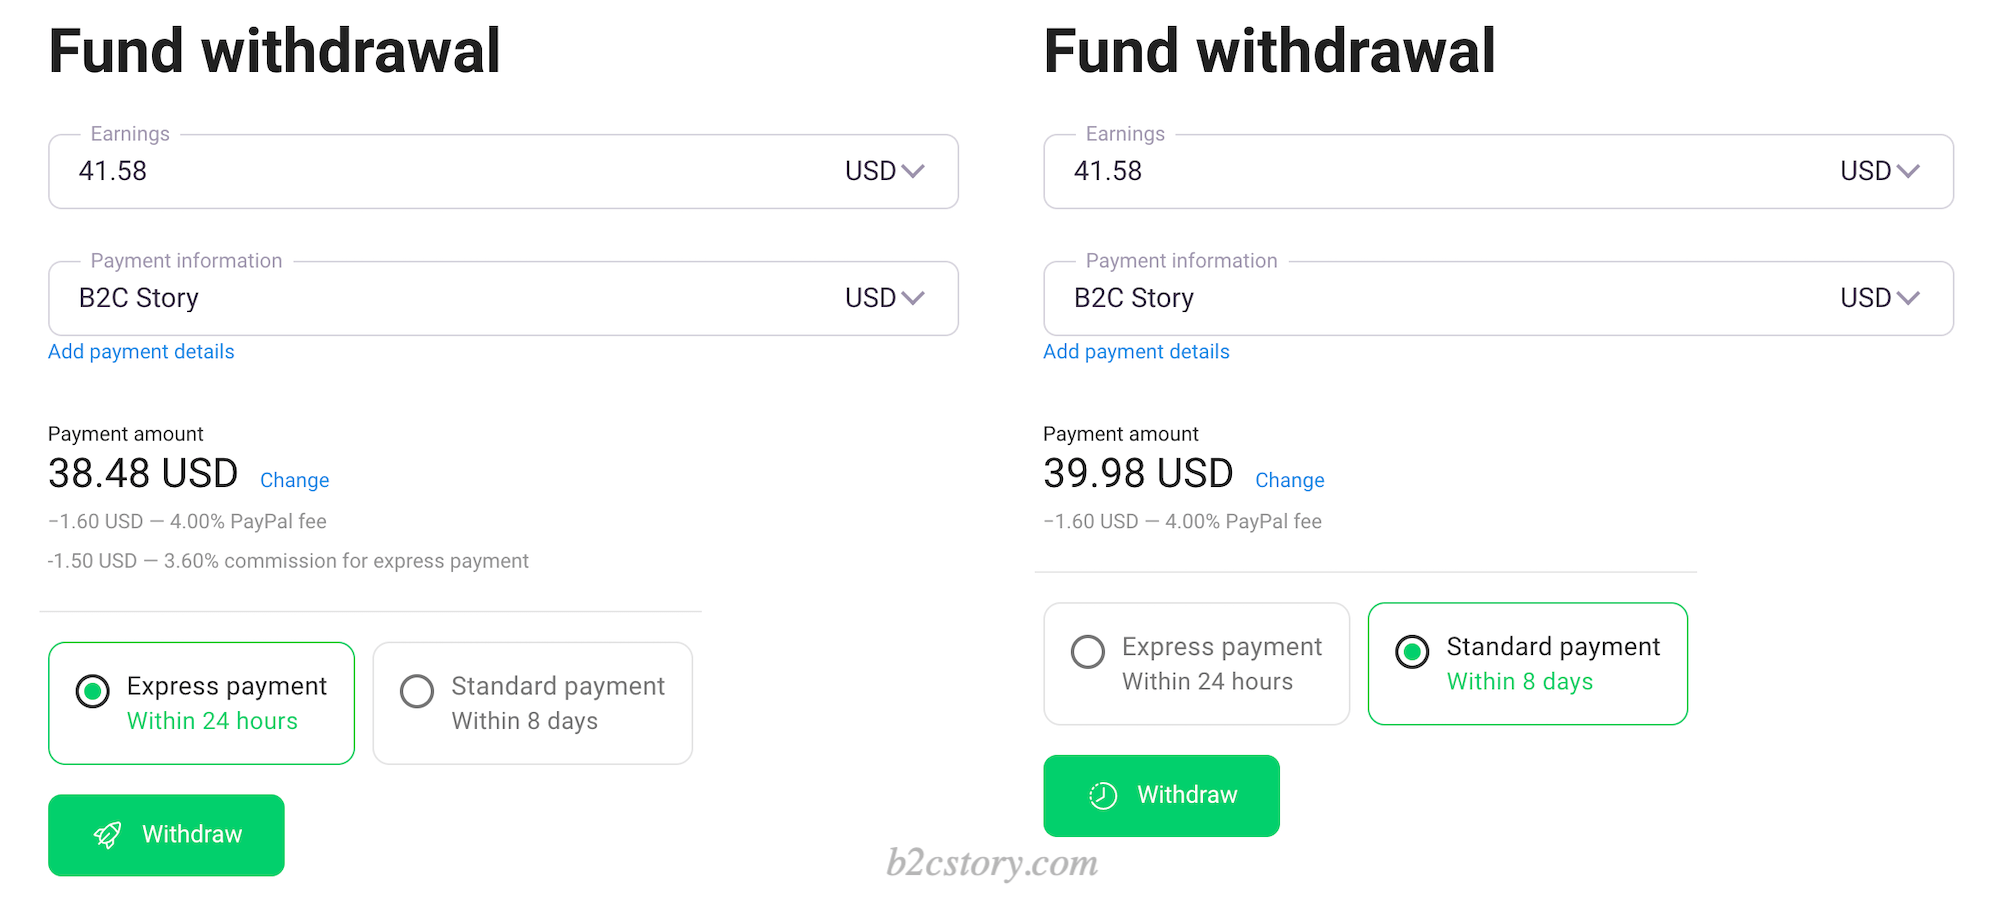 Fund withdrawal
Earnings
41.58 USD
Payment information
B2C Story USD
Add payment details
Payment amount
38.48 USD Change
−1.60 USD — 4.00% PayPal fee
-1.50 USD — 3.60% commission for express payment
Express payment
Within 24 hours
Standard payment
Within 8 days
Withdraw
Fund withdrawal
Earnings
41.58 USD
Payment information
B2C Story USD
Add payment details
Payment amount
39.98 USD Change
−1.60 USD — 4.00% PayPal fee
Express payment
Within 24 hours
Standard payment
Within 8 days
Withdraw
b2cstory.com